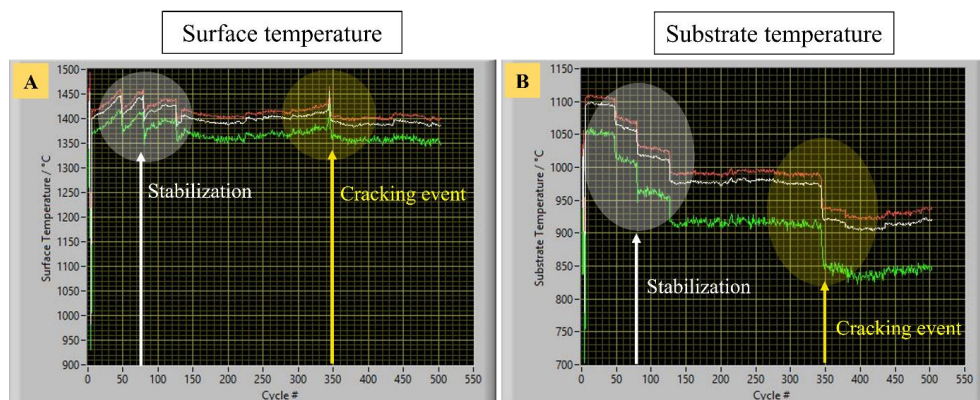 Surface temperature
Substrate temperature
A
Surface Temperature / °C
1500
1450
1400
1350
1300
1250
1200
1150
1100
1050
1000
950
900
Stabilization
Cracking event
0 50 100 150 200 250 300 350 400 450 500 550
Cycle #
B
Substrate Temperature / °C
1150
1100
1050
1000
950
900
850
800
750
700
Stabilization
Cracking event
0 50 100 150 200 250 300 350 400 450 500 550
Cycle #